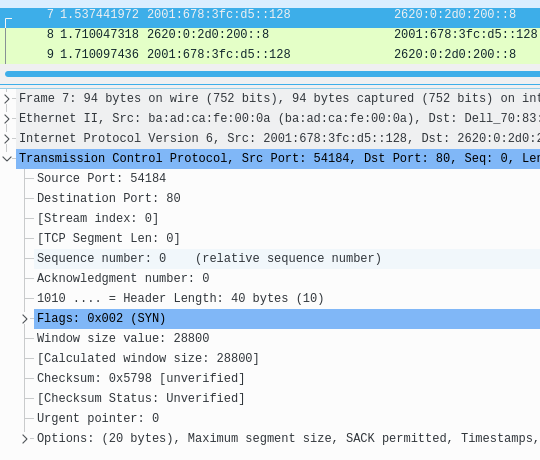 7 1.537441972 2001:678:3fc:d5::128 2620:0:2d0:200::8
8 1.710047318 2620:0:2d0:200::8 2001:678:3fc:d5::128
9 1.710097436 2001:678:3fc:d5::128 2620:0:2d0:200::8
Frame 7: 94 bytes on wire (752 bits), 94 bytes captured (752 bits) on int
Ethernet II, Src: ba:ad:ca:fe:00:0a (ba:ad:ca:fe:00:0a), Dst: Dell_70:83:
Internet Protocol Version 6, Src: 2001:678:3fc:d5::128, Dst: 2620:0:2d0:2
Transmission Control Protocol, Src Port: 54184, Dst Port: 80, Seq: 0, Len
Source Port: 54184
Destination Port: 80
[Stream index: 0]
[TCP Segment Len: 0]
Sequence number: 0 (relative sequence number)
Acknowledgment number: 0
1010 .... = Header Length: 40 bytes (10)
Flags: 0x002 (SYN)
Window size value: 28800
[Calculated window size: 28800]
Checksum: 0x5798 [unverified]
[Checksum Status: Unverified]
Urgent pointer: 0
Options: (20 bytes), Maximum segment size, SACK permitted, Timestamps,